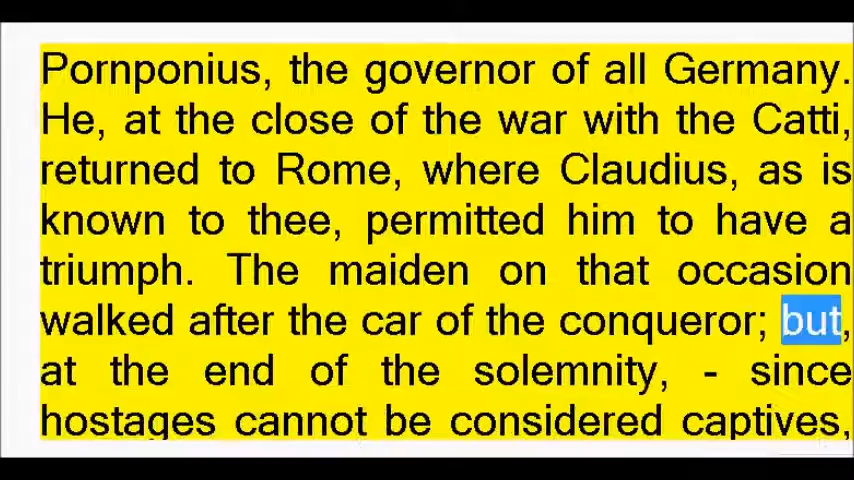 Pornponius, the governor of all Germany.
He, at the close of the war with the Catti,
returned to Rome, where Claudius, as is
known to thee, permitted him to have a
triumph. The maiden on that occasion
walked after the car of the conqueror; but,
at the end of the solemnity, - since
hostages cannot be considered captives,